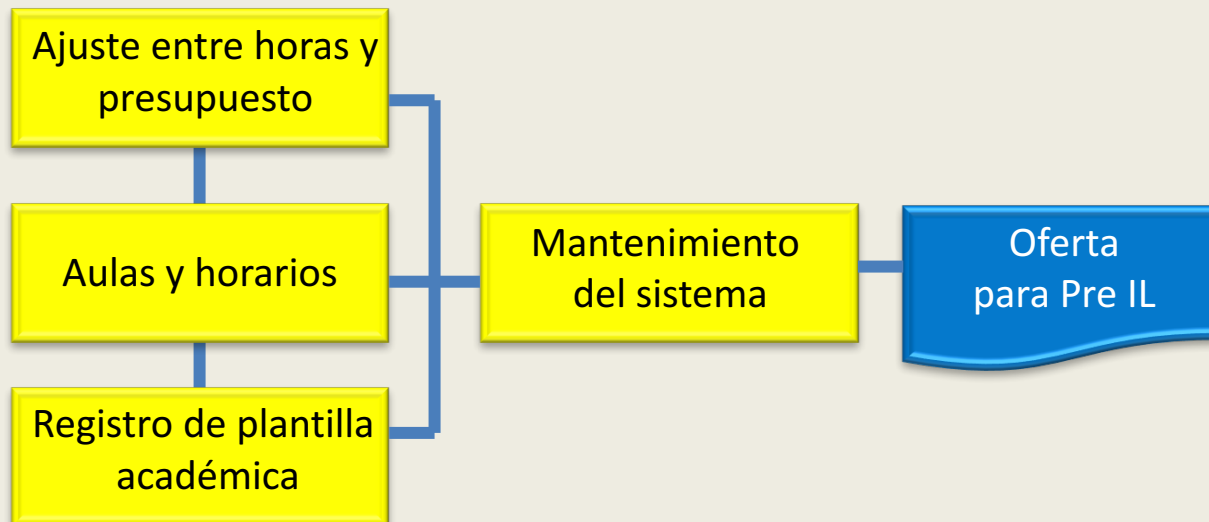 Ajuste entre horas y
presupuesto
Aulas y horarios
Registro de plantilla
académica
Mantenimiento
del sistema
Oferta
para Pre IL